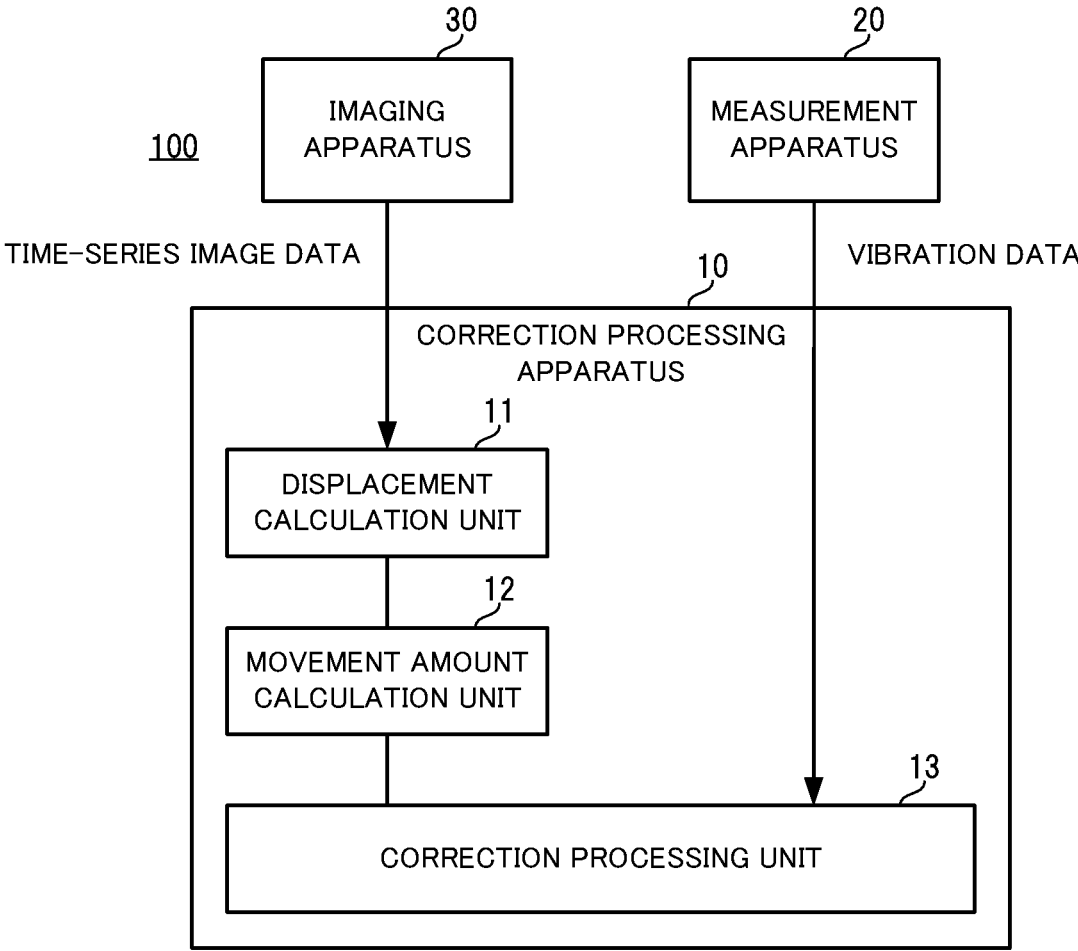 30
20
IMAGING
APPARATUS
MEASUREMENT
APPARATUS
100
TIME-SERIES IMAGE DATA
VIBRATION DATA
10
CORRECTION PROCESSING
APPARATUS
11
DISPLACEMENT
CALCULATION UNIT
12
MOVEMENT AMOUNT
CALCULATION UNIT
13
CORRECTION PROCESSING UNIT